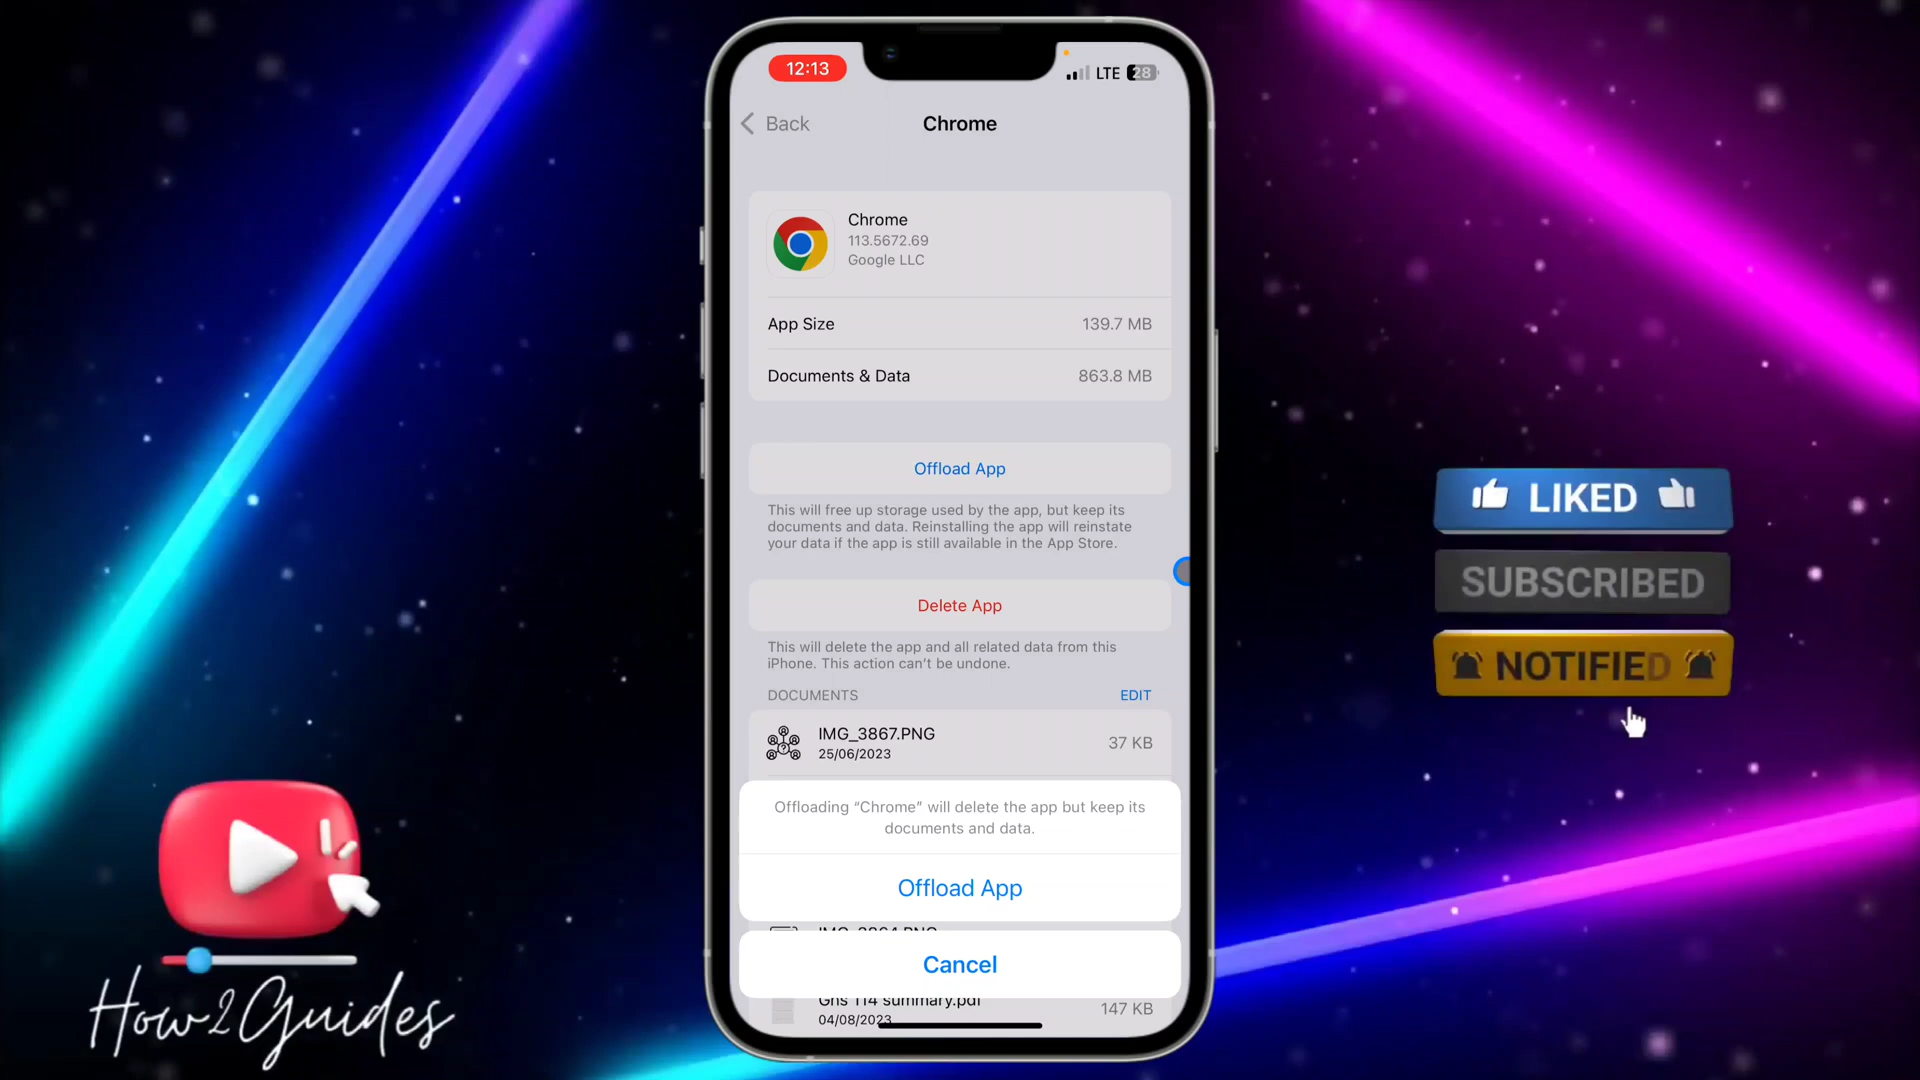 12:13
LTE 28
Back
Chrome
Chrome
113.5672.69
Google LLC
App Size
139.7 MB
Documents & Data
863.8 MB
Offload App
This will free up storage used by the app, but keep its
documents and data. Reinstalling the app will reinstate
your data if the app is still available in the App Store.
Delete App
This will delete the app and all related data from this
iPhone. This action can't be undone.
DOCUMENTS
EDIT
IMG_3867.PNG
25/06/2023
37 KB
Offloading “Chrome” will delete the app but keep its
documents and data.
Offload App
Cancel
Ghs 114 summary.pdf
04/08/2023
147 KB
LIKED
SUBSCRIBED
NOTIFIED
How2Guides